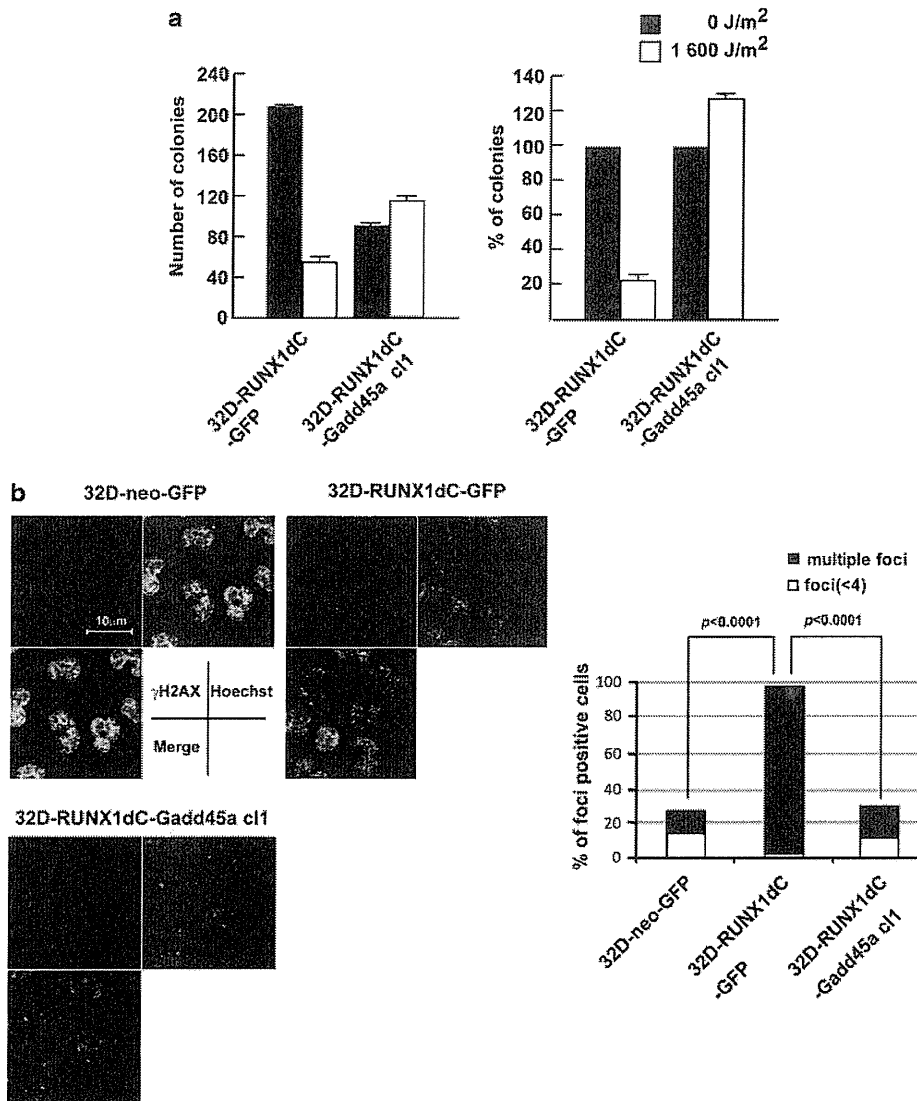 a
0 J/m²
1 600 J/m²
Number of colonies
240
200
160
120
80
40
0
32D-RUNX1dC
-GFP
32D-RUNX1dC
-Gadd45a cl1
% of colonies
140
120
100
80
60
40
20
32D-RUNX1dC
-GFP
32D-RUNX1dC
-Gadd45a cl1
b
32D-neo-GFP
32D-RUNX1dC-GFP
10μm
γH2AX
Hoechst
Merge
32D-RUNX1dC-Gadd45a cl1
multiple foci
foci(<4)
p<0.0001
p<0.0001
% of foci positive cells
100
80
60
40
20
0
32D-neo-GFP
32D-RUNX1dC
-GFP
32D-RUNX1dC
-Gadd45a cl1